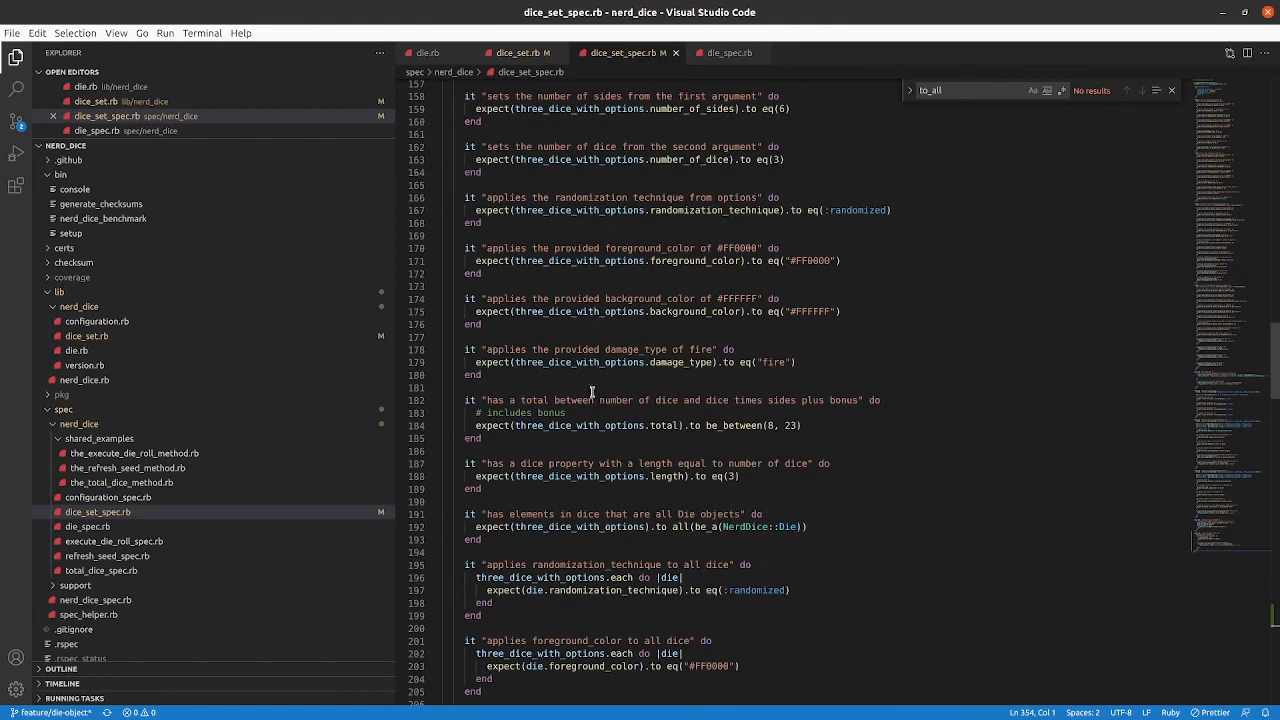 dice_set_spec.rb - nerd_dice - Visual Studio Code
File Edit Selection View Go Run Terminal Help
EXPLORER
OPEN EDITORS
die.rb lib/nerd_dice
dice_set.rb lib/nerd_dice M
dice_set_spec.rb spec/nerd_dice M
die_spec.rb spec/nerd_dice
NERD_DICE
.github
bin
console
generate_checksums
nerd_dice_benchmark
setup
certs
checksum
coverage
lib
nerd_dice
configuration.rb
dice_set.rb M
die.rb
version.rb
nerd_dice.rb
pkg
spec
nerd_dice
shared_examples
the_execute_die_roll_method.rb
the_refresh_seed_method.rb
the_total_dice_method.rb
configuration_spec.rb
dice_set_spec.rb M
die_spec.rb
execute_die_roll_spec.rb
refresh_seed_spec.rb
total_dice_spec.rb
support
nerd_dice_spec.rb
spec_helper.rb
.gitignore
.rspec
.rspec_status
OUTLINE
TIMELINE
RUNNING TASKS
die.rb dice_set.rb M dice_set_spec.rb M die_spec.rb
spec nerd_dice dice_set_spec.rb
to_all No results
157
158 it "sets the number of sides from the first argument" do
159 expect(three_dice_with_options.number_of_sides).to eq(6)
160 end
161
162 it "sets the number of dice from the second argument" do
163 expect(three_dice_with_options.number_of_dice).to eq(3)
164 end
165
166 it "sets the randomization technique from options" do
167 expect(three_dice_with_options.randomization_technique).to eq(:randomized)
168 end
169
170 it "applies the provided foreground_color of #FF0000" do
171 expect(three_dice_with_options.foreground_color).to eq("#FF0000")
172 end
173
174 it "applies the provided background_color of #FFFFFF" do
175 expect(three_dice_with_options.background_color).to eq("#FFFFFF")
176 end
177
178 it "applies the provided damage_type of fire" do
179 expect(three_dice_with_options.damage_type).to eq("fire")
180 end
181
182 it "has a total between number of dice and dice times
183 bonus
184 expect(three_dice_with_options.total).to be_between(
185 end
186
187 it "has a dice property with a length equal to number of dice" do
188
189 end
190
191 it "has elements in dice that are all Die objects" do
192 expect(three_dice_with_options).to all(be_a(NerdDice::Die))
193 end
194
195 it "applies randomization_technique to all dice" do
196 three_dice_with_options.each do |die|
197 expect(die.randomization_technique).to eq(:randomized)
198 end
199 end
200
201 it "applies foreground_color to all dice" do
202 three_dice_with_options.each do |die|
203 expect(die.foreground_color).to eq("#FF0000")
204 end
205 end
feature/die-object* 0 0 Ln 354, Col 1 Spaces: 2 UTF-8 LF Ruby Prettier